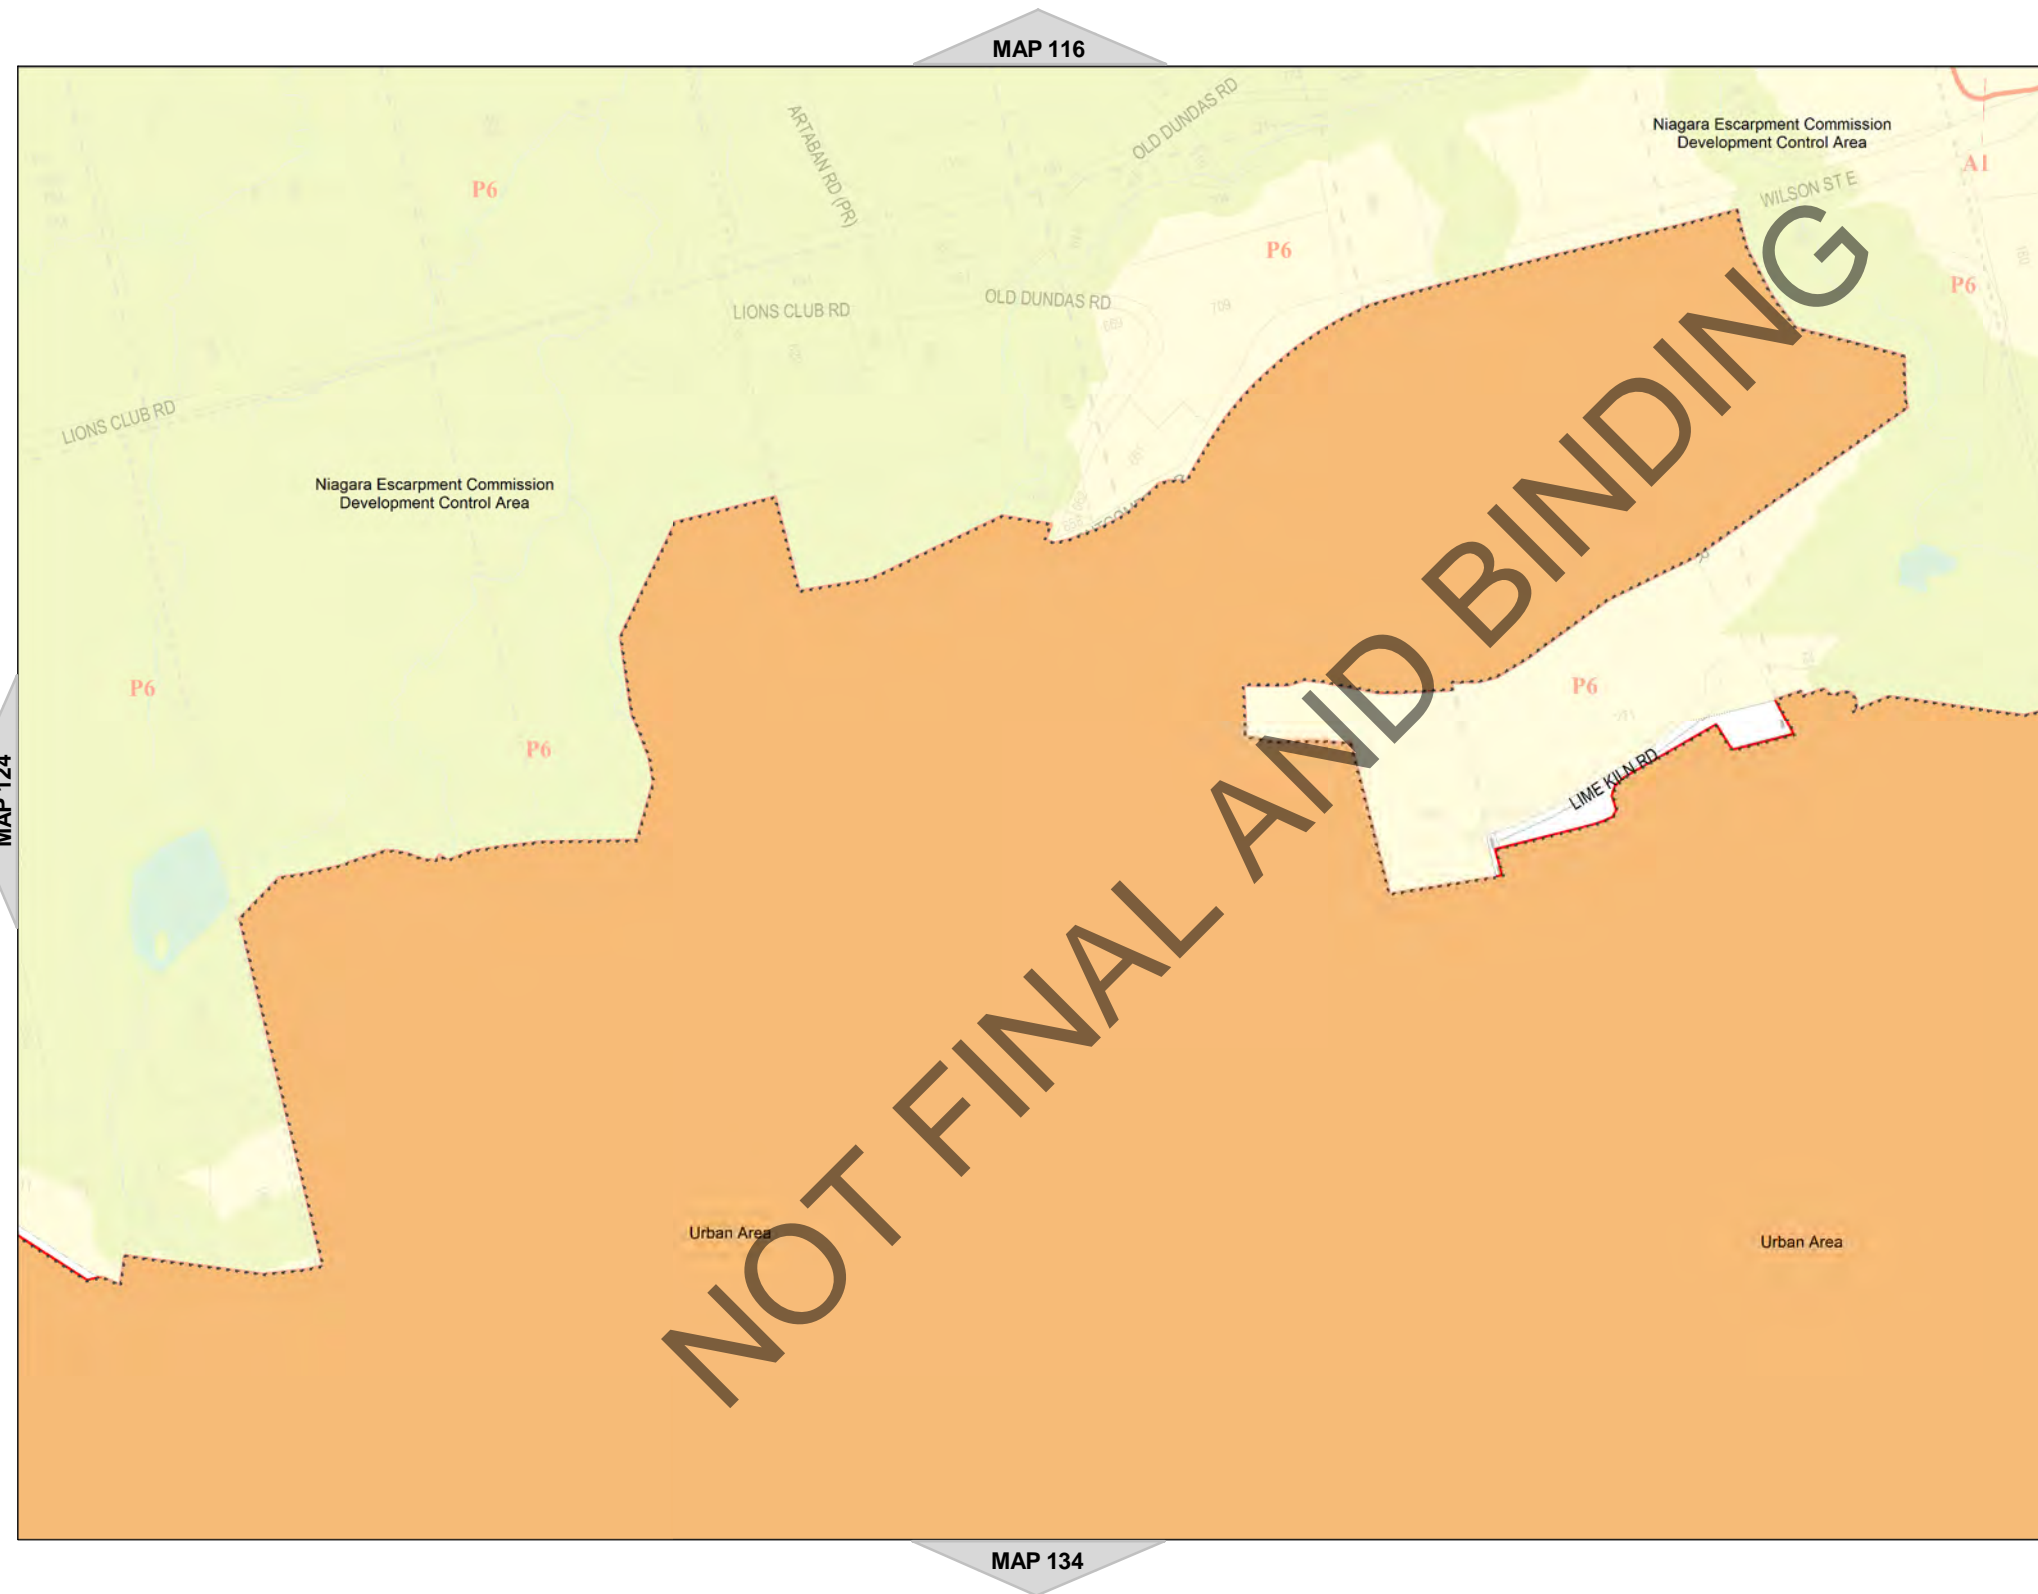 MAP 116
Niagara Escarpment Commission
Development Control Area
OLD DUNDAS RD
ARTABAN RD (PR)
A1
WILSON ST E
P6
P6
P6
709
OLD DUNDAS RD
LIONS CLUB RD
LIONS CLUB RD
Niagara Escarpment Commission
Development Control Area
P6
P6
P6
MAP 124
LIME KILN RD
Urban Area
Urban Area
NOT FINAL AND BINDING
MAP 134